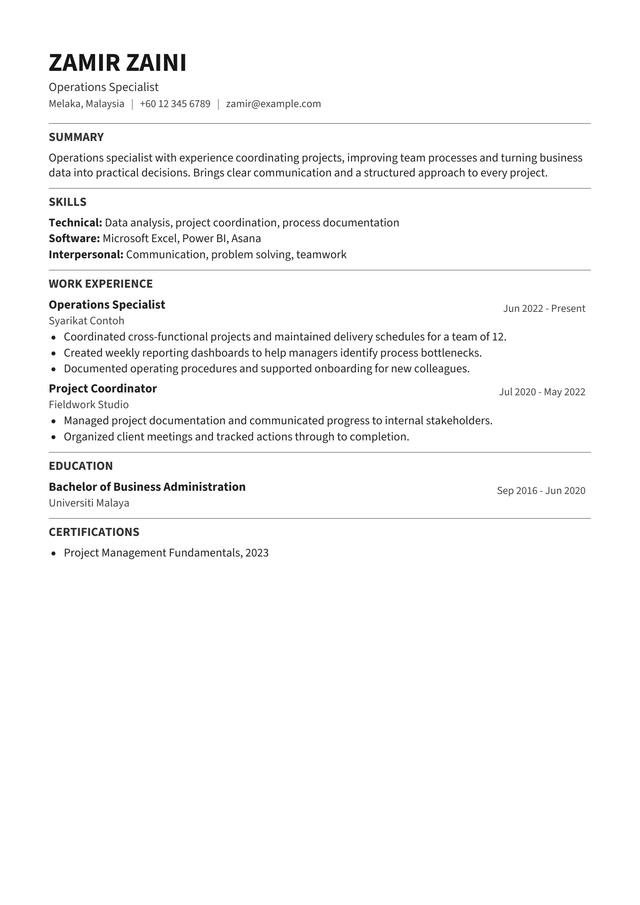 ZAMIR ZAINI
Operations Specialist
Melaka, Malaysia | +60 12 345 6789 | zamir@example.com
SUMMARY
Operations specialist with experience coordinating projects, improving team processes and turning business
data into practical decisions. Brings clear communication and a structured approach to every project.
SKILLS
Technical: Data analysis, project coordination, process documentation
Software: Microsoft Excel, Power BI, Asana
Interpersonal: Communication, problem solving, teamwork
WORK EXPERIENCE
Operations Specialist Jun 2022 - Present
Syarikat Contoh
• Coordinated cross-functional projects and maintained delivery schedules for a team of 12.
• Created weekly reporting dashboards to help managers identify process bottlenecks.
• Documented operating procedures and supported onboarding for new colleagues.
Project Coordinator Jul 2020 - May 2022
Fieldwork Studio
• Managed project documentation and communicated progress to internal stakeholders.
• Organized client meetings and tracked actions through to completion.
EDUCATION
Bachelor of Business Administration Sep 2016 - Jun 2020
Universiti Malaya
CERTIFICATIONS
• Project Management Fundamentals, 2023